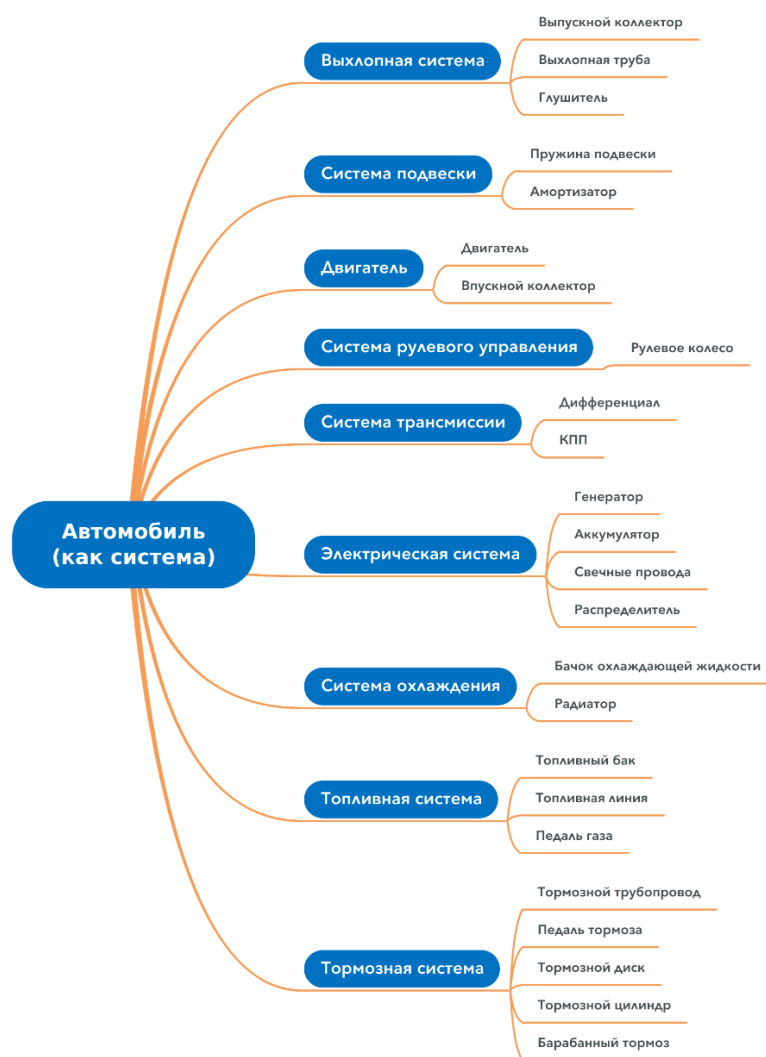 Автомобиль
(как система)
Выхлопная система
Выпускной коллектор
Выхлопная труба
Глушитель
Система подвески
Пружина подвески
Амортизатор
Двигатель
Двигатель
Впускной коллектор
Система рулевого управления
Рулевое колесо
Система трансмиссии
Дифференциал
КПП
Электрическая система
Генератор
Аккумулятор
Свечные провода
Распределитель
Система охлаждения
Бачок охлаждающей жидкости
Радиатор
Топливная система
Топливный бак
Топливная линия
Педаль газа
Тормозная система
Тормозной трубопровод
Педаль тормоза
Тормозной диск
Тормозной цилиндр
Барабанный тормоз